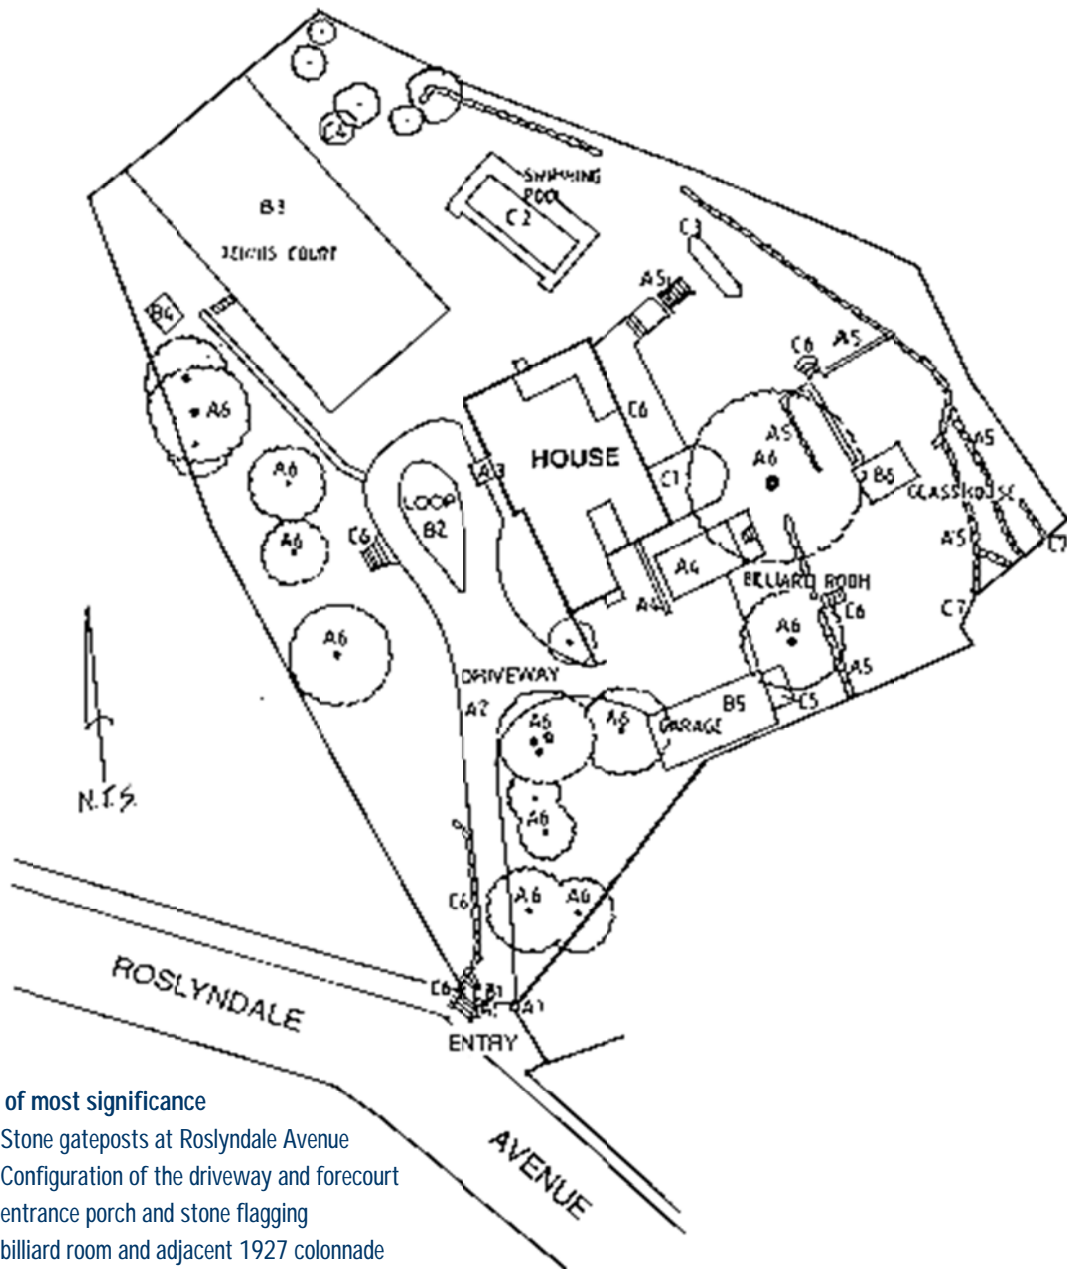 SWIMMING
POOL
C2
B3
TENNIS COURT
C3
A5
B4
C6
A5
A6
C6
A5
HOUSE
A5
A6
A6
A3
C1
B6
LOOP
GLASSHOUSE
B2
A6
C6
A5
C7
A4
BILLIARD ROOM
A4
C6
C7
A6
A6
A5
DRIVEWAY
A2
B5
C5
A6
A6
GARAGE
N.T.S.
A6
C6
A6
A6
ROSLYNDALE
C6
B1
A1
ENTRY
AVENUE
of most significance
Stone gateposts at Roslyndale Avenue
Configuration of the driveway and forecourt
entrance porch and stone flagging
billiard room and adjacent 1927 colonnade